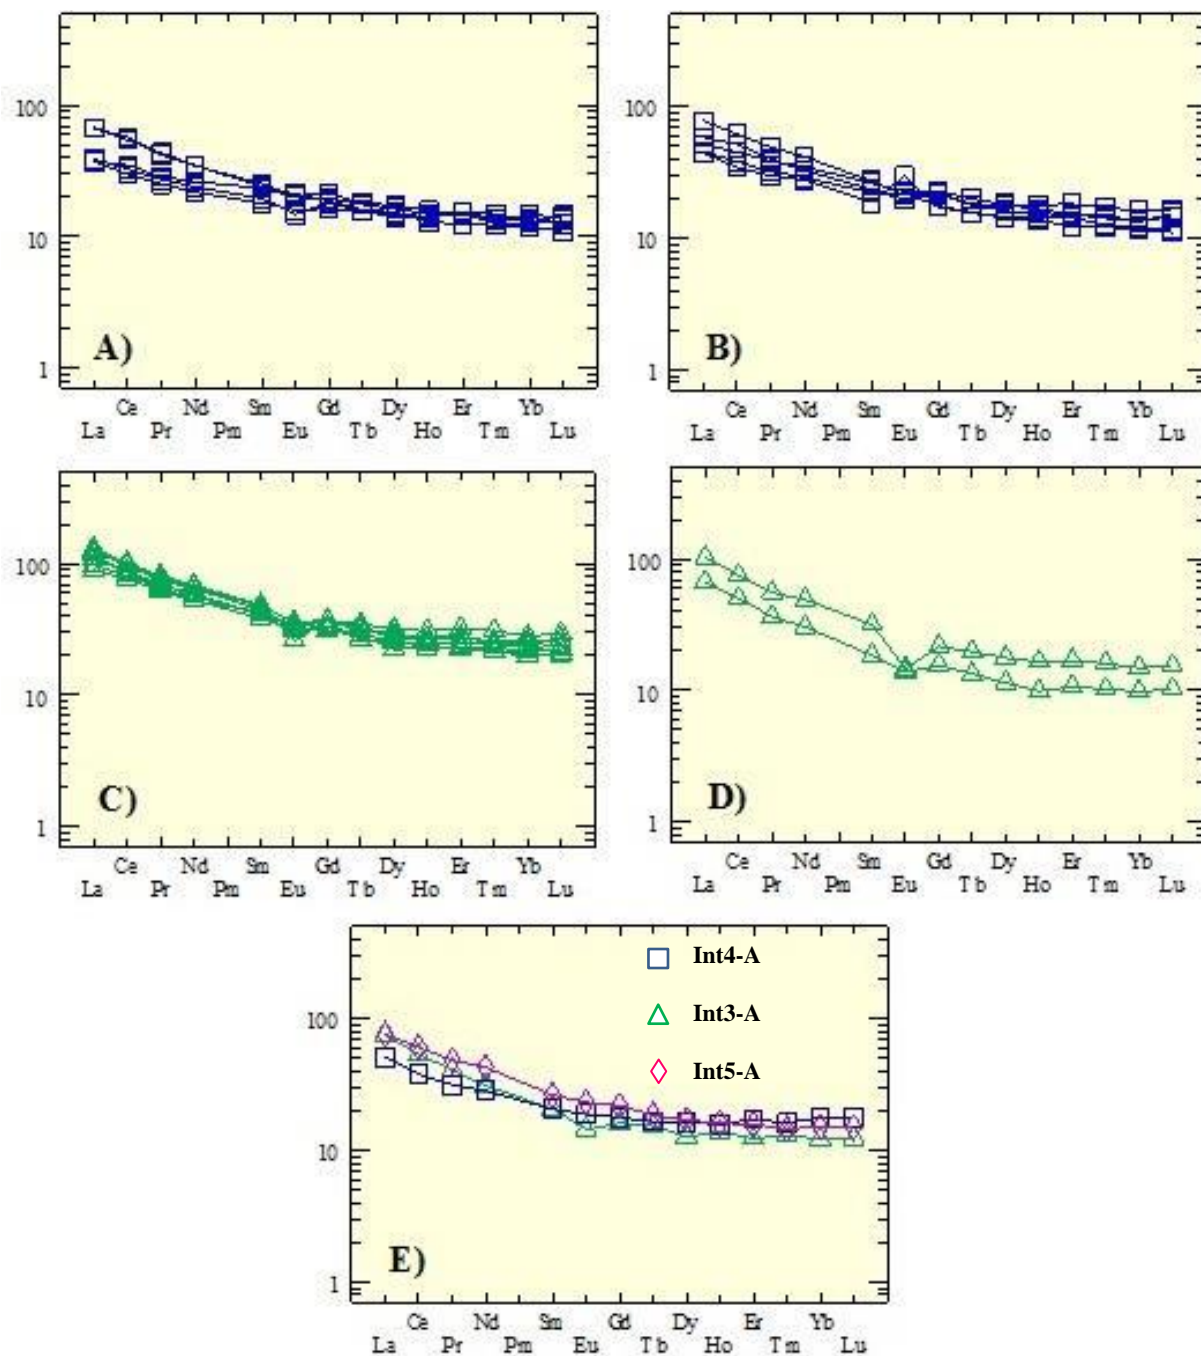 100 100
10 10
A) B)
1 1
Ce Nd Sm Gd Dy Er Yb Ce Nd Sm Gd Dy Er Yb
La Pr Pm Eu Tb Ho Tm Lu La Pr Pm Eu Tb Ho Tm Lu
100 100
10 10
C) D)
1 1
Ce Nd Sm Gd Dy Er Yb Ce Nd Sm Gd Dy Er Yb
La Pr Pm Eu Tb Ho Tm Lu La Pr Pm Eu Tb Ho Tm Lu
Int4-A
100 Int3-A
Int5-A
10
E)
1
Ce Nd Sm Gd Dy Er Yb
La Pr Pm Eu Tb Ho Tm Lu